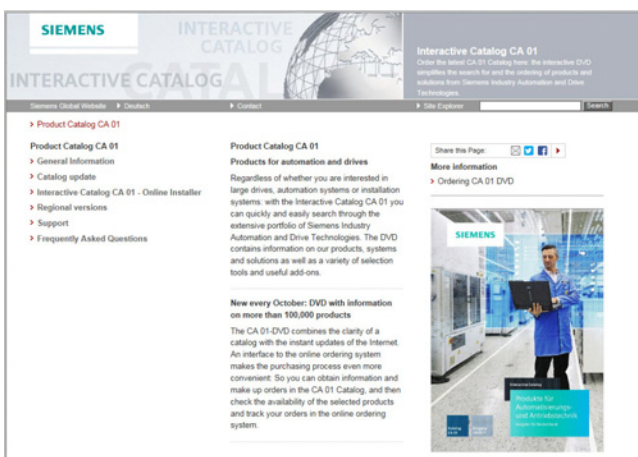 SIEMENS
INTERACTIVE
CATALOG
INTERACTIVE CATALOG
CATAL
Interactive Catalog CA 01
Order the latest CA 01 Catalog here: the interactive DVD
simplifies the search for and the ordering of products and
solutions from Siemens Industry Automation and Drive
Technologies.
Siemens Global Website
Deutsch
Contact
Site Explorer
Search
Product Catalog CA 01
Product Catalog CA 01
General Information
Catalog update
Interactive Catalog CA 01 - Online Installer
Regional versions
Support
Frequently Asked Questions
Product Catalog CA 01
Products for automation and drives
Regardless of whether you are interested in
large drives, automation systems or installation
systems: with the Interactive Catalog CA 01 you
can quickly and easily search through the
extensive portfolio of Siemens Industry
Automation and Drive Technologies. The DVD
contains information on our products, systems
and solutions as well as a variety of selection
tools and useful add-ons.
New every October: DVD with information
on more than 100,000 products
The CA 01-DVD combines the clarity of a
catalog with the instant updates of the Internet.
An interface to the online ordering system
makes the purchasing process even more
convenient: So you can obtain information and
make up orders in the CA 01 Catalog, and then
check the availability of the selected products
and track your orders in the online ordering
system.
Share this Page:
More information
Ordering CA 01 DVD
SIEMENS
Interactive Catalog
Produkte für
Automatisierungs-
und Antriebstechnik
Catalog
CA 01